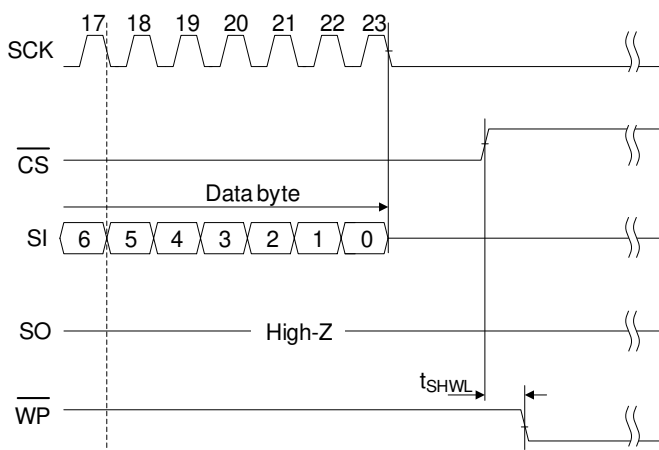 17 18 19 20 21 22 23
SCK
CS
Data byte
SI 6 5 4 3 2 1 0
SO High-Z
tSHWL
WP